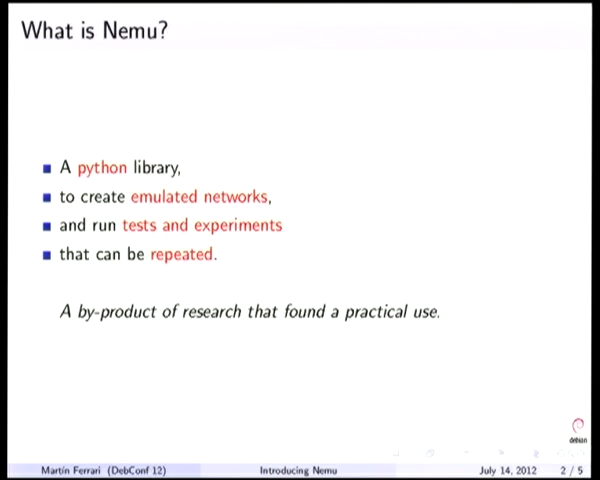 What is Nemu?
A python library,
to create emulated networks,
and run tests and experiments
that can be repeated.
A by-product of research that found a practical use.
debian
Martín Ferrari (DebConf 12) Introducing Nemu July 14, 2012 2 / 5